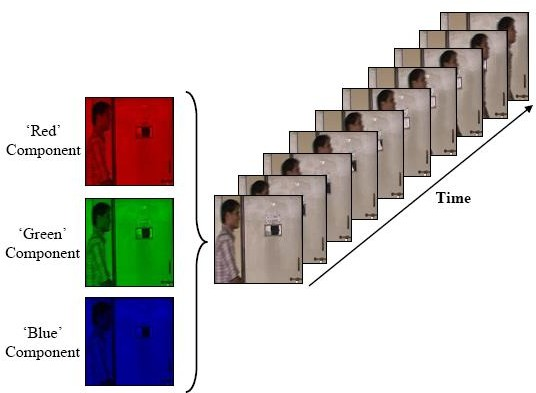 ‘Red’
Component
‘Green’
Component
‘Blue’
Component
Time